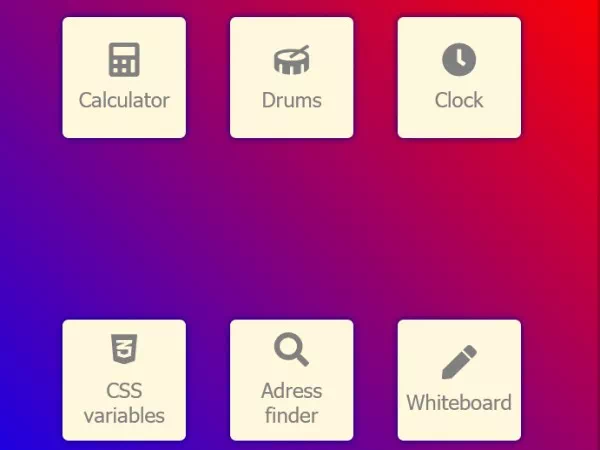 Calculator
Drums
Clock
CSS
variables
Adress
finder
Whiteboard